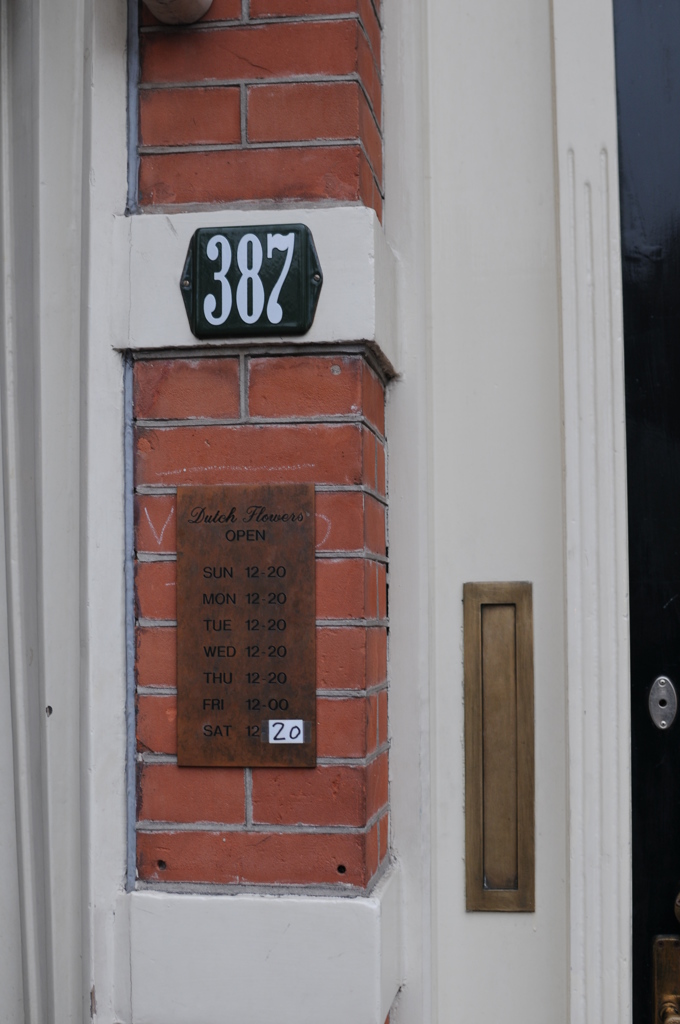 387
Dutch Flowers
OPEN
SUN 12-20
MON 12-20
TUE 12-20
WED 12-20
THU 12-20
FRI 12-00
SAT 12 20